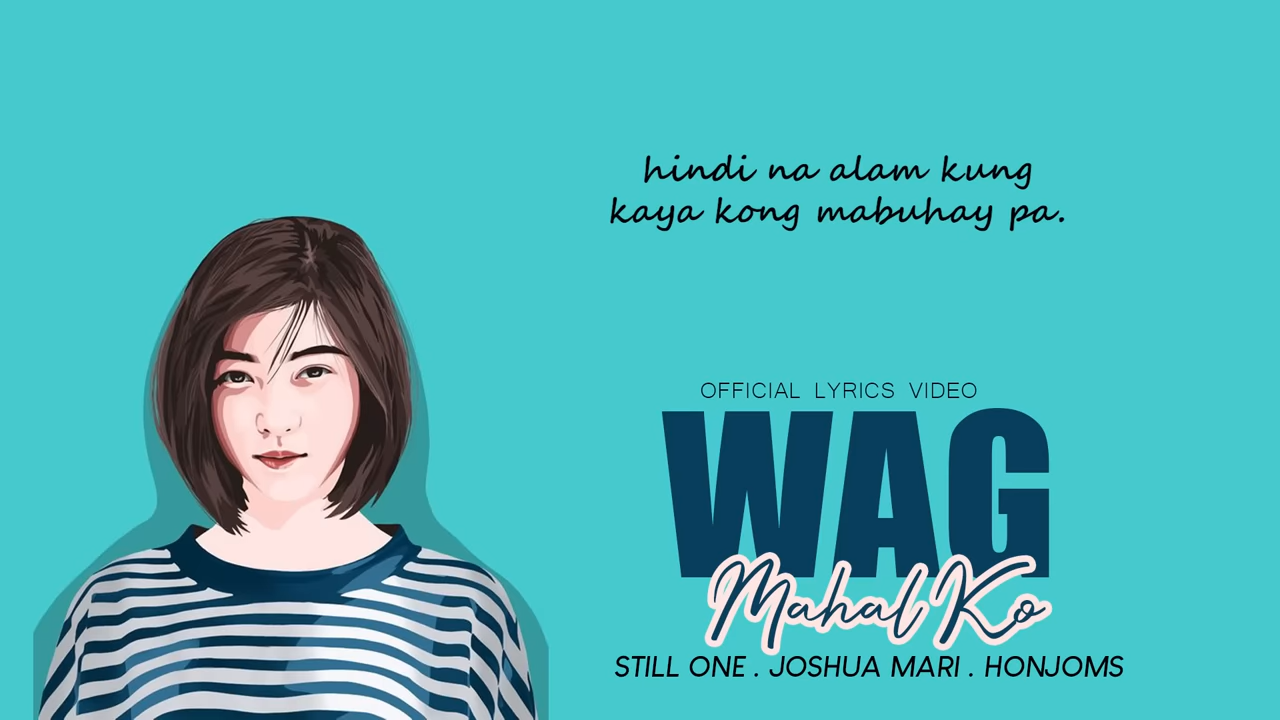 hindi na alam kung
kaya kong mabuhay pa.
OFFICIAL LYRICS VIDEO
WAG
Mahal Ko
STILL ONE . JOSHUA MARI . HONJOMS